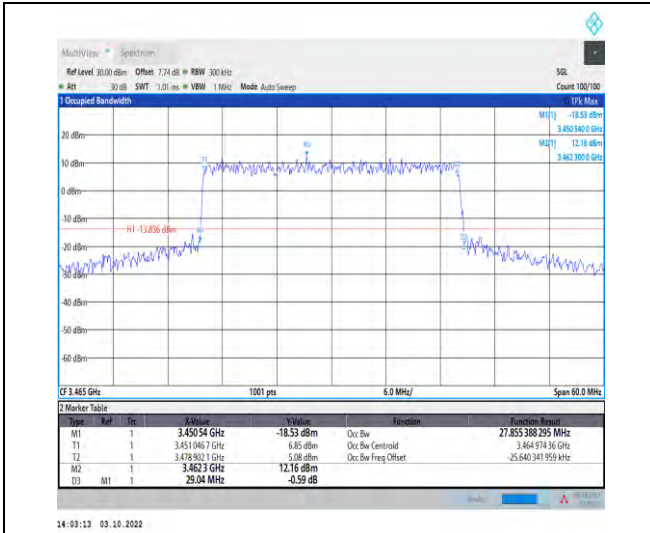 MultiView Spectrum
Ref Level 30.00 dBm Offset 7.74 dB RBW 300 kHz SGL
Att 30 dB SWT 1.01 ms VBW 1 MHz Mode Auto Sweep Count 100/100
1 Occupied Bandwidth 1Pk Max
M1[1] -18.53 dBm
3.450 540 0 GHz
M2[1] 12.16 dBm
3.462 300 0 GHz
20 dBm
M2
T1
10 dBm
0 dBm
-10 dBm
H1 -13.836 dBm
-20 dBm
-30 dBm
-40 dBm
-50 dBm
-60 dBm
CF 3.465 GHz 1001 pts 6.0 MHz/ Span 60.0 MHz
2 Marker Table
Type Ref Trc X-Value Y-Value Function Function Result
M1 1 3.450 54 GHz -18.53 dBm Occ Bw 27.855 388 295 MHz
T1 1 3.451 046 7 GHz 6.85 dBm Occ Bw Centroid 3.464 974 36 GHz
T2 1 3.478 902 1 GHz 5.08 dBm Occ Bw Freq Offset -25.640 341 959 kHz
M2 1 3.462 3 GHz 12.16 dBm
D3 M1 1 29.04 MHz -0.59 dB
14:03:13 03.10.2022